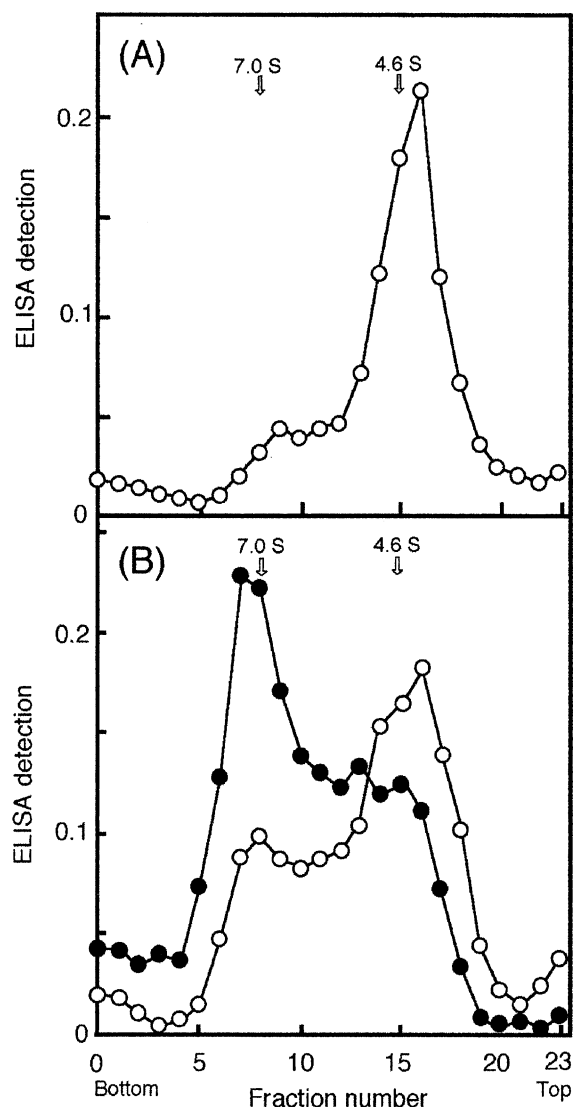 (A)
7.0 S
4.6 S
0.2
0.1
0
ELISA detection
(B)
7.0 S
4.6 S
0.2
0.1
0
ELISA detection
0 5 10 15 20 23
Bottom Fraction number Top